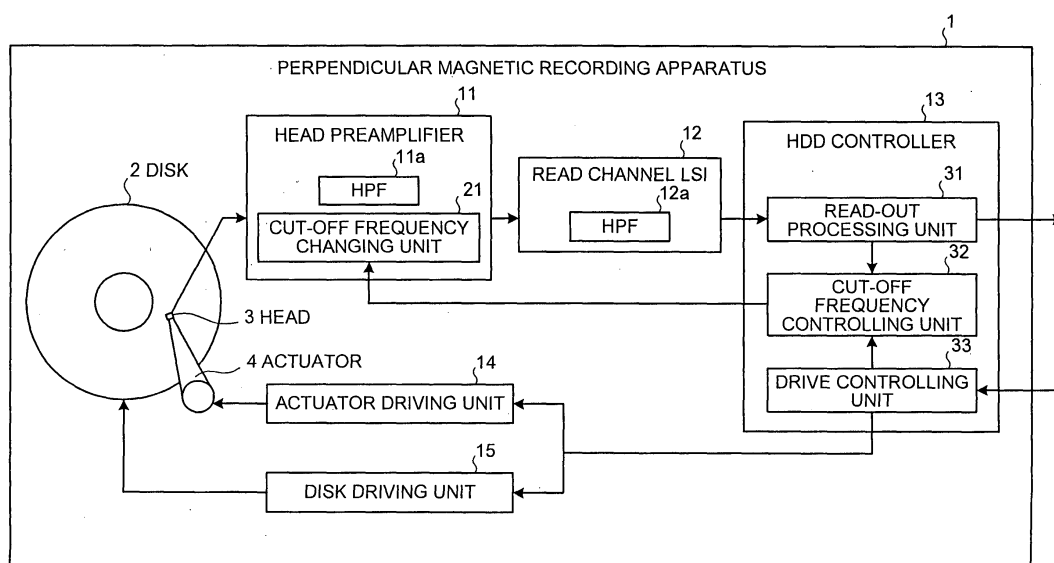 1
PERPENDICULAR MAGNETIC RECORDING APPARATUS
11
HEAD PREAMPLIFIER
11a
HPF
21
CUT-OFF FREQUENCY
CHANGING UNIT
12
READ CHANNEL LSI
12a
HPF
13
HDD CONTROLLER
31
READ-OUT
PROCESSING UNIT
32
CUT-OFF
FREQUENCY
CONTROLLING UNIT
33
DRIVE CONTROLLING
UNIT
2 DISK
3 HEAD
4 ACTUATOR
14
ACTUATOR DRIVING UNIT
15
DISK DRIVING UNIT